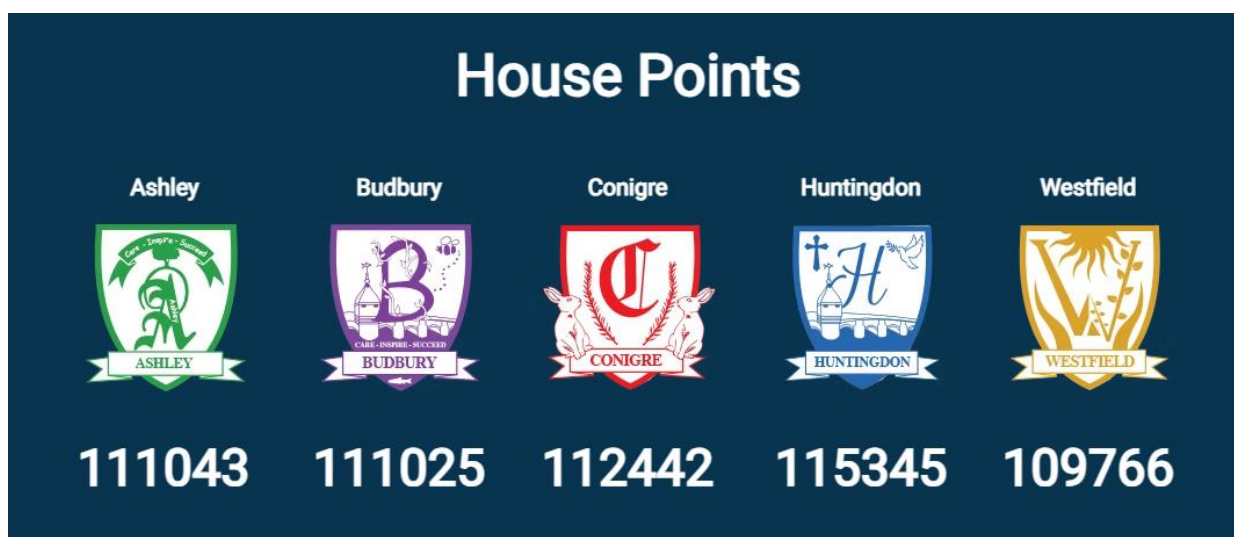 House Points
Ashley
Budbury
Conigre
Huntingdon
Westfield
Care - Inspire - Succeed
A
Ashley
ASHLEY
B
CARE - INSPIRE - SUCCEED
BUDBURY
C
CONIGRE
H
HUNTINGDON
W
WESTFIELD
111043
111025
112442
115345
109766